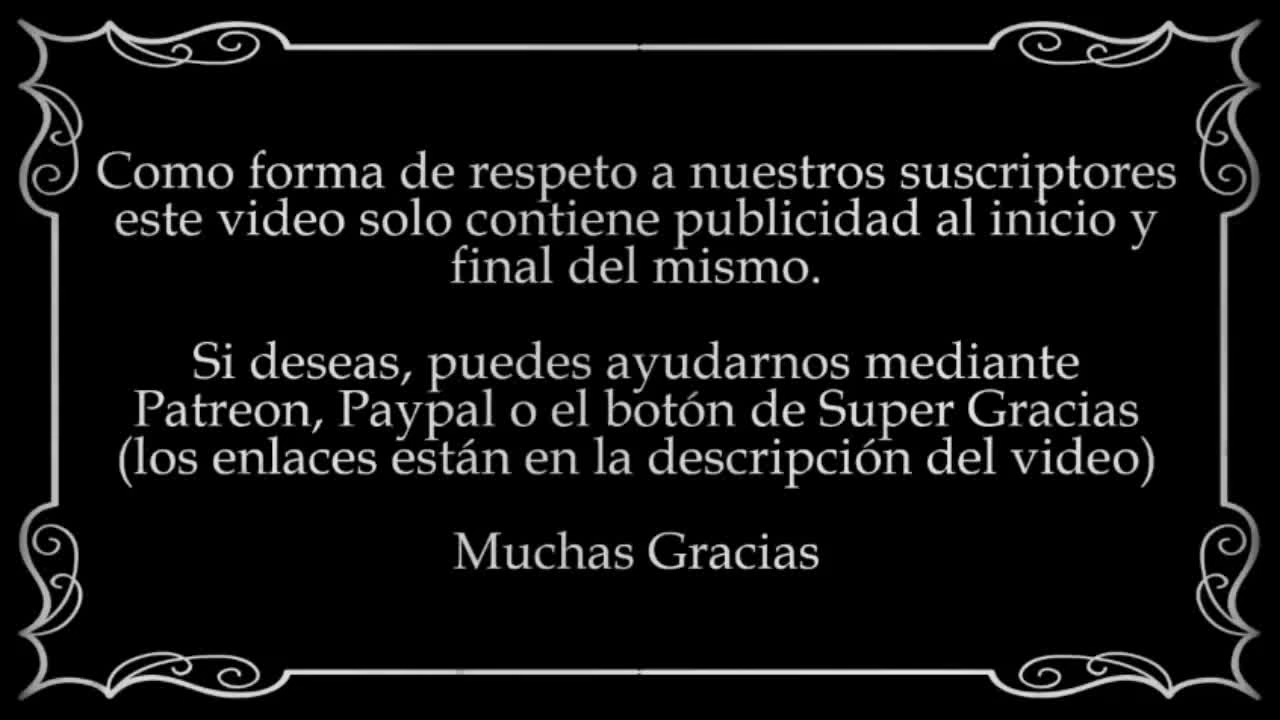 Como forma de respeto a nuestros suscriptores
este video solo contiene publicidad al inicio y
final del mismo.
Si deseas, puedes ayudarnos mediante
Patreon, Paypal o el botón de Super Gracias
(los enlaces están en la descripción del video)
Muchas Gracias